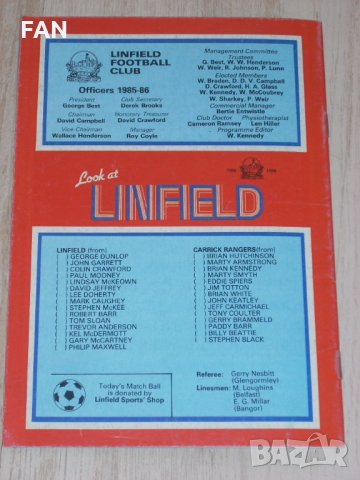 FAN
LINFIELD
FOOTBALL
CLUB
Officers 1985-86
President
George Best
Club Secretary
Derek Brooks
Chairman
David Campbell
Honorary Treasurer
David Crawford
Vice-Chairman
Wallace Henderson
Manager
Roy Coyle
Management Committee
Trustees
G. Best, W. W. Henderson
W. Weir, R. Johnson, P. Lunn
Elected Members
W. Braden, D. D. V. Campbell
D. Crawford, H. A. Glass
W. Kennedy, W. McCoubrey
W. Sharkey, P. Weir
Commercial Manager
Bertie Entwistle
Club Doctor Physiotherapist
Cameron Ramsey Len Hiller
Programme Editor
W. Kennedy
Look at
1886 1986
LINFIELD
LINFIELD (from)
( ) GEORGE DUNLOP
( ) JOHN GARRETT
( ) COLIN CRAWFORD
( ) PAUL MOONEY
( ) LINDSAY McKEOWN
( ) DAVID JEFFREY
( ) LEE DOHERTY
( ) MARK CAUGHEY
( ) STEPHEN McKEE
( ) ROBERT BARR
( ) TOM SLOAN
( ) TREVOR ANDERSON
( ) KEL McDERMOTT
( ) GARY McCARTNEY
( ) PHILIP MAXWELL
CARRICK RANGERS (from)
( ) BRIAN HUTCHINSON
( ) MARTY ARMSTRONG
( ) BRIAN KENNEDY
( ) MARTY SMYTH
( ) EDDIE SPIERS
( ) JIM TOTTON
( ) BRIAN WHITE
( ) JOHN KEATLEY
( ) JEFF CARMICHAEL
( ) TONY COULTER
( ) GERRY BRAMMELD
( ) PADDY BARR
( ) BILLY BEATTIE
( ) STEPHEN BLACK
Today's Match Ball
is donated by
Linfield Sports' Shop
Referee: Gerry Nesbitt
(Glengormley)
Linesmen: M. Loughins
(Belfast)
E. G. Millar
(Bangor)
bazar